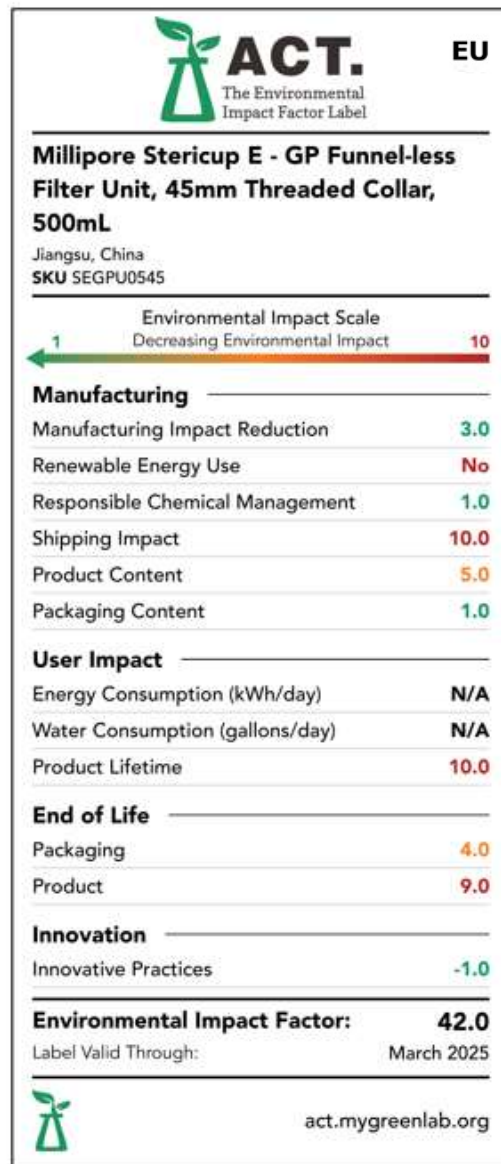 ACT.
EU
The Environmental
Impact Factor Label
Millipore Stericup E - GP Funnel-less
Filter Unit, 45mm Threaded Collar,
500mL
Jiangsu, China
SKU SEGPU0545
Environmental Impact Scale
1 Decreasing Environmental Impact 10
Manufacturing
Manufacturing Impact Reduction 3.0
Renewable Energy Use No
Responsible Chemical Management 1.0
Shipping Impact 10.0
Product Content 5.0
Packaging Content 1.0
User Impact
Energy Consumption (kWh/day) N/A
Water Consumption (gallons/day) N/A
Product Lifetime 10.0
End of Life
Packaging 4.0
Product 9.0
Innovation
Innovative Practices -1.0
Environmental Impact Factor: 42.0
Label Valid Through: March 2025
act.mygreenlab.org